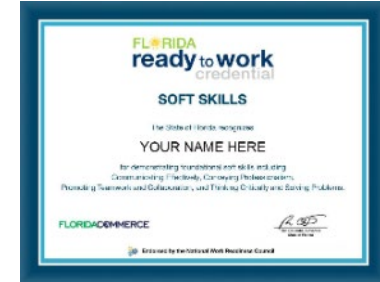 FLORIDA
ready to work
credential
SOFT SKILLS
The State of Florida recognizes
YOUR NAME HERE
for demonstrating foundational soft skills including
Communicating Effectively, Conveying Professionalism,
Promoting Teamwork and Collaboration, and Thinking Critically and Solving Problems.
FLORIDACOMMERCE
Endorsed by the National Work Readiness Council